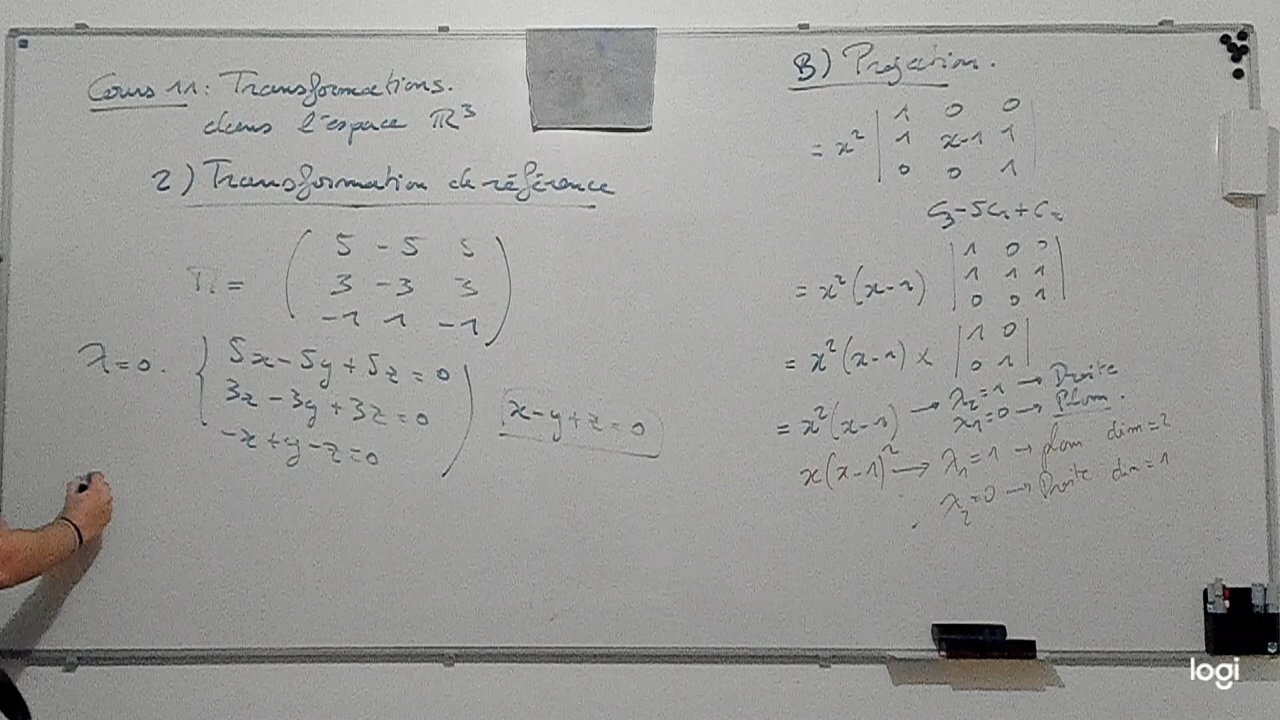 Cours 11: Transformations.
dans l'espace ℝ³
2) Transformation de référence
M = ( 5 -5 5
3 -3 3
-1 1 -1 )
λ=0. { 5x-5y+5z=0
3x-3y+3z=0
-x+y-z=0 )
x-y+z=0
B) Projection.
= x² | 1 0 0
1 x-1 1
0 0 1 |
C₃-5C₁+C₂
= x²(x-1) | 1 0 0
1 1 1
0 0 1 |
= x²(x-1) × | 1 0
0 1 |
= x²(x-1) → λ₂=1 → Droite
λ₁=0 → Plan.
x(x-1)² → λ₁=1 → plan dim=2
λ₂=0 → Droite dim=1
logi